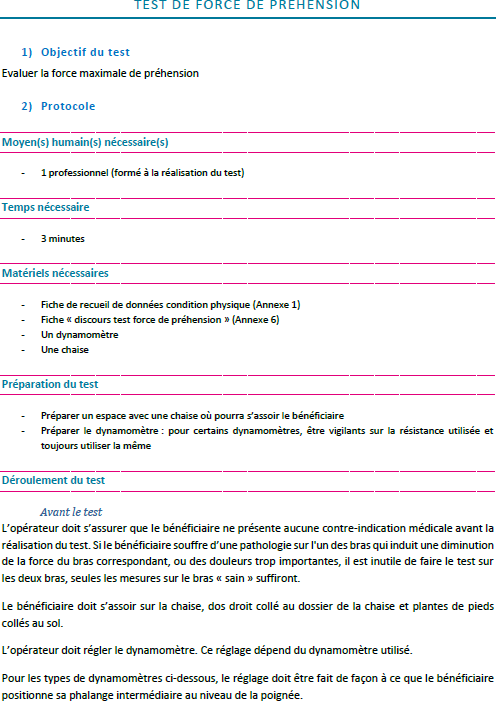 TEST DE FORCE DE PREHENSION
1) Objectif du test
Evaluer la force maximale de préhension
2) Protocole
Moyen(s) humain(s) nécessaire(s)
- 1 professionnel (formé à la réalisation du test)
Temps nécessaire
- 3 minutes
Matériels nécessaires
- Fiche de recueil de données condition physique (Annexe 1)
- Fiche « discours test force de préhension » (Annexe 6)
- Un dynamomètre
- Une chaise
Préparation du test
- Préparer un espace avec une chaise où pourra s'assoir le bénéficiaire
- Préparer le dynamomètre : pour certains dynamomètres, être vigilants sur la résistance utilisée et
toujours utiliser la même
Déroulement du test
Avant le test
L'opérateur doit s'assurer que le bénéficiaire ne présente aucune contre-indication médicale avant la
réalisation du test. Si le bénéficiaire souffre d'une pathologie sur l'un des bras qui induit une diminution
de la force du bras correspondant, ou des douleurs trop importantes, il est inutile de faire le test sur
les deux bras, seules les mesures sur le bras « sain » suffiront.
Le bénéficiaire doit s'assoir sur la chaise, dos droit collé au dossier de la chaise et plantes de pieds
collés au sol.
L'opérateur doit régler le dynamomètre. Ce réglage dépend du dynamomètre utilisé.
Pour les types de dynamomètres ci-dessous, le réglage doit être fait de façon à ce que le bénéficiaire
positionne sa phalange intermédiaire au niveau de la poignée.